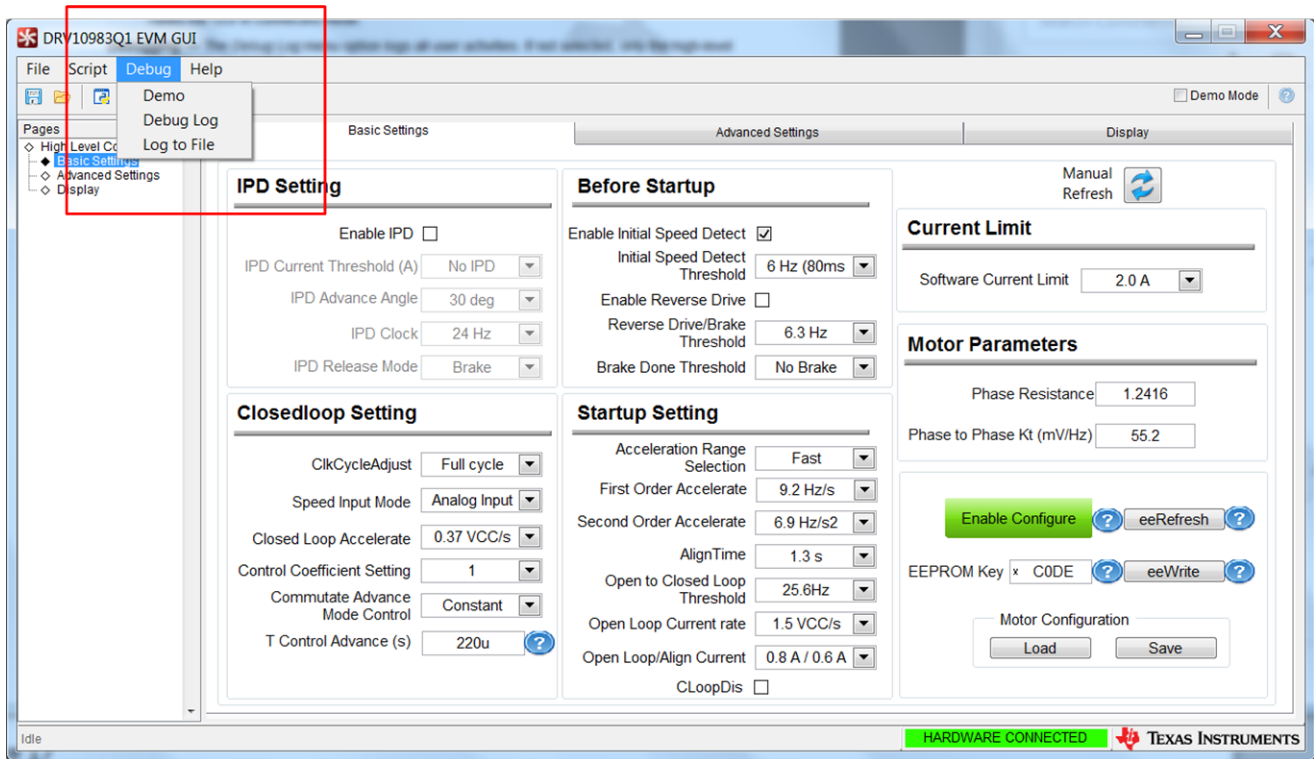 DRV10983Q1 EVM GUI
File Script Debug Help
Demo
Debug Log
Log to File
Demo Mode
Pages
High Level Co
Basic Settings
Advanced Settings
Display
Basic Settings
Advanced Settings
Display
Manual
Refresh
IPD Setting
Enable IPD
IPD Current Threshold (A) No IPD
IPD Advance Angle 30 deg
IPD Clock 24 Hz
IPD Release Mode Brake
Before Startup
Enable Initial Speed Detect
Initial Speed Detect
Threshold 6 Hz (80ms
Enable Reverse Drive
Reverse Drive/Brake
Threshold 6.3 Hz
Brake Done Threshold No Brake
Current Limit
Software Current Limit 2.0 A
Motor Parameters
Phase Resistance 1.2416
Phase to Phase Kt (mV/Hz) 55.2
Closedloop Setting
ClkCycleAdjust Full cycle
Speed Input Mode Analog Input
Closed Loop Accelerate 0.37 VCC/s
Control Coefficient Setting 1
Commutate Advance
Mode Control Constant
T Control Advance (s) 220u ?
Startup Setting
Acceleration Range
Selection Fast
First Order Accelerate 9.2 Hz/s
Second Order Accelerate 6.9 Hz/s2
AlignTime 1.3 s
Open to Closed Loop
Threshold 25.6Hz
Open Loop Current rate 1.5 VCC/s
Open Loop/Align Current 0.8 A / 0.6 A
CLoopDis
Enable Configure ? eeRefresh ?
EEPROM Key x C0DE ? eeWrite ?
Motor Configuration
Load Save
Idle
HARDWARE CONNECTED
TEXAS INSTRUMENTS